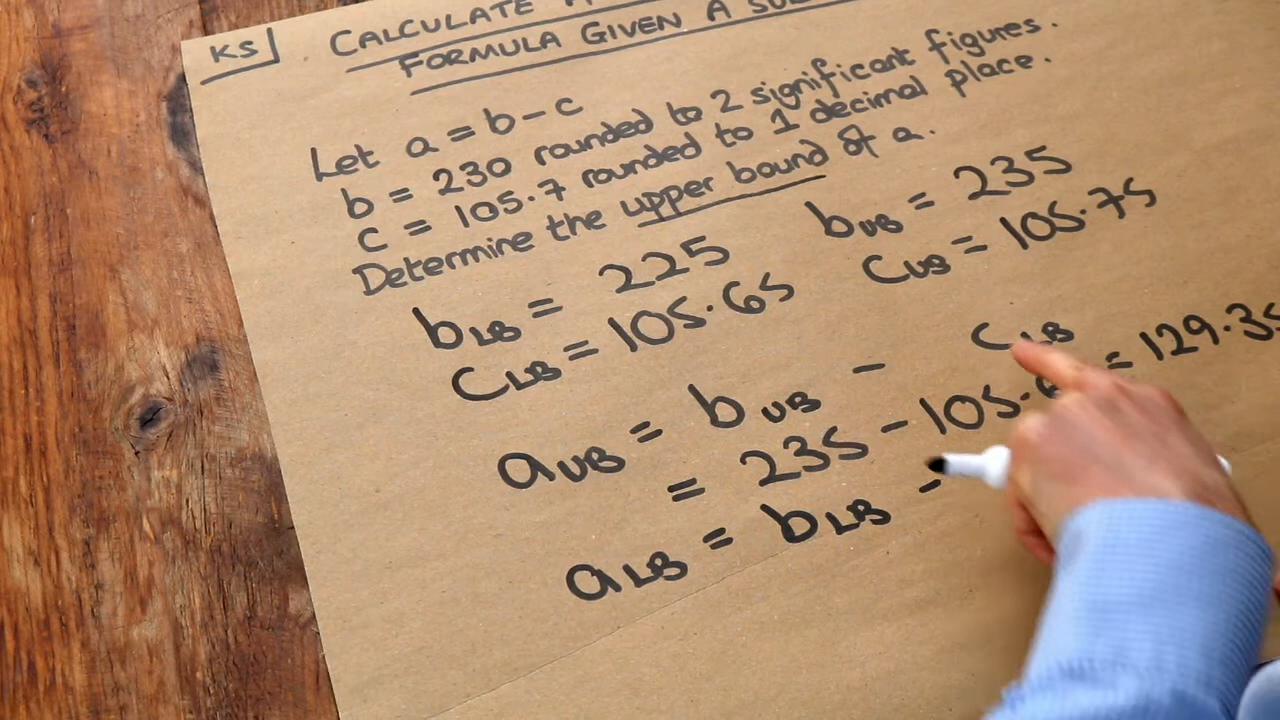 KS
CALCULATE
FORMULA GIVEN A
Let a = b - c
b = 230 rounded to 2 significant figures.
c = 105.7 rounded to 1 decimal place.
Determine the upper bound of a.
bLB = 225 bUB = 235
cLB = 105.65 cUB = 105.75
aUB = bUB - cLB
= 235 - 105.6 = 129.35
aLB = bLB -